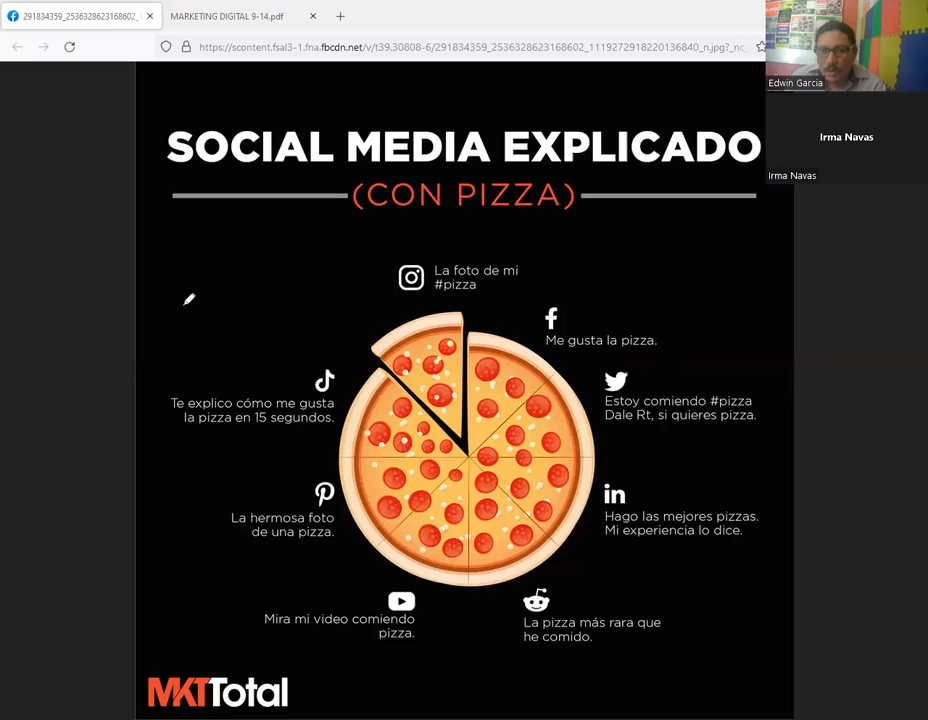 291834359_2536328623168602_1
MARKETING DIGITAL 9-14.pdf
https://scontent.fsal3-1.fna.fbcdn.net/v/t39.30808-6/291834359_2536328623168602_1119272918220136840_n.jpg?_nc_
Edwin Garcia
Irma Navas
Irma Navas
SOCIAL MEDIA EXPLICADO
(CON PIZZA)
La foto de mi
#pizza
Me gusta la pizza.
Te explico cómo me gusta
la pizza en 15 segundos.
Estoy comiendo #pizza
Dale Rt, si quieres pizza.
La hermosa foto
de una pizza.
Hago las mejores pizzas.
Mi experiencia lo dice.
Mira mi video comiendo
pizza.
La pizza más rara que
he comido.
MKTTotal